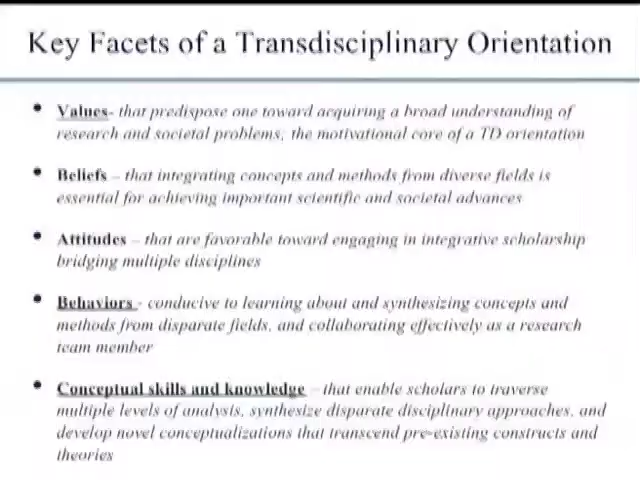 Key Facets of a Transdisciplinary Orientation
• Values- that predispose one toward acquiring a broad understanding of
research and societal problems; the motivational core of a TD orientation
• Beliefs – that integrating concepts and methods from diverse fields is
essential for achieving important scientific and societal advances
• Attitudes – that are favorable toward engaging in integrative scholarship
bridging multiple disciplines
• Behaviors - conducive to learning about and synthesizing concepts and
methods from disparate fields, and collaborating effectively as a research
team member
• Conceptual skills and knowledge – that enable scholars to traverse
multiple levels of analysis, synthesize disparate disciplinary approaches, and
develop novel conceptualizations that transcend pre-existing constructs and
theories